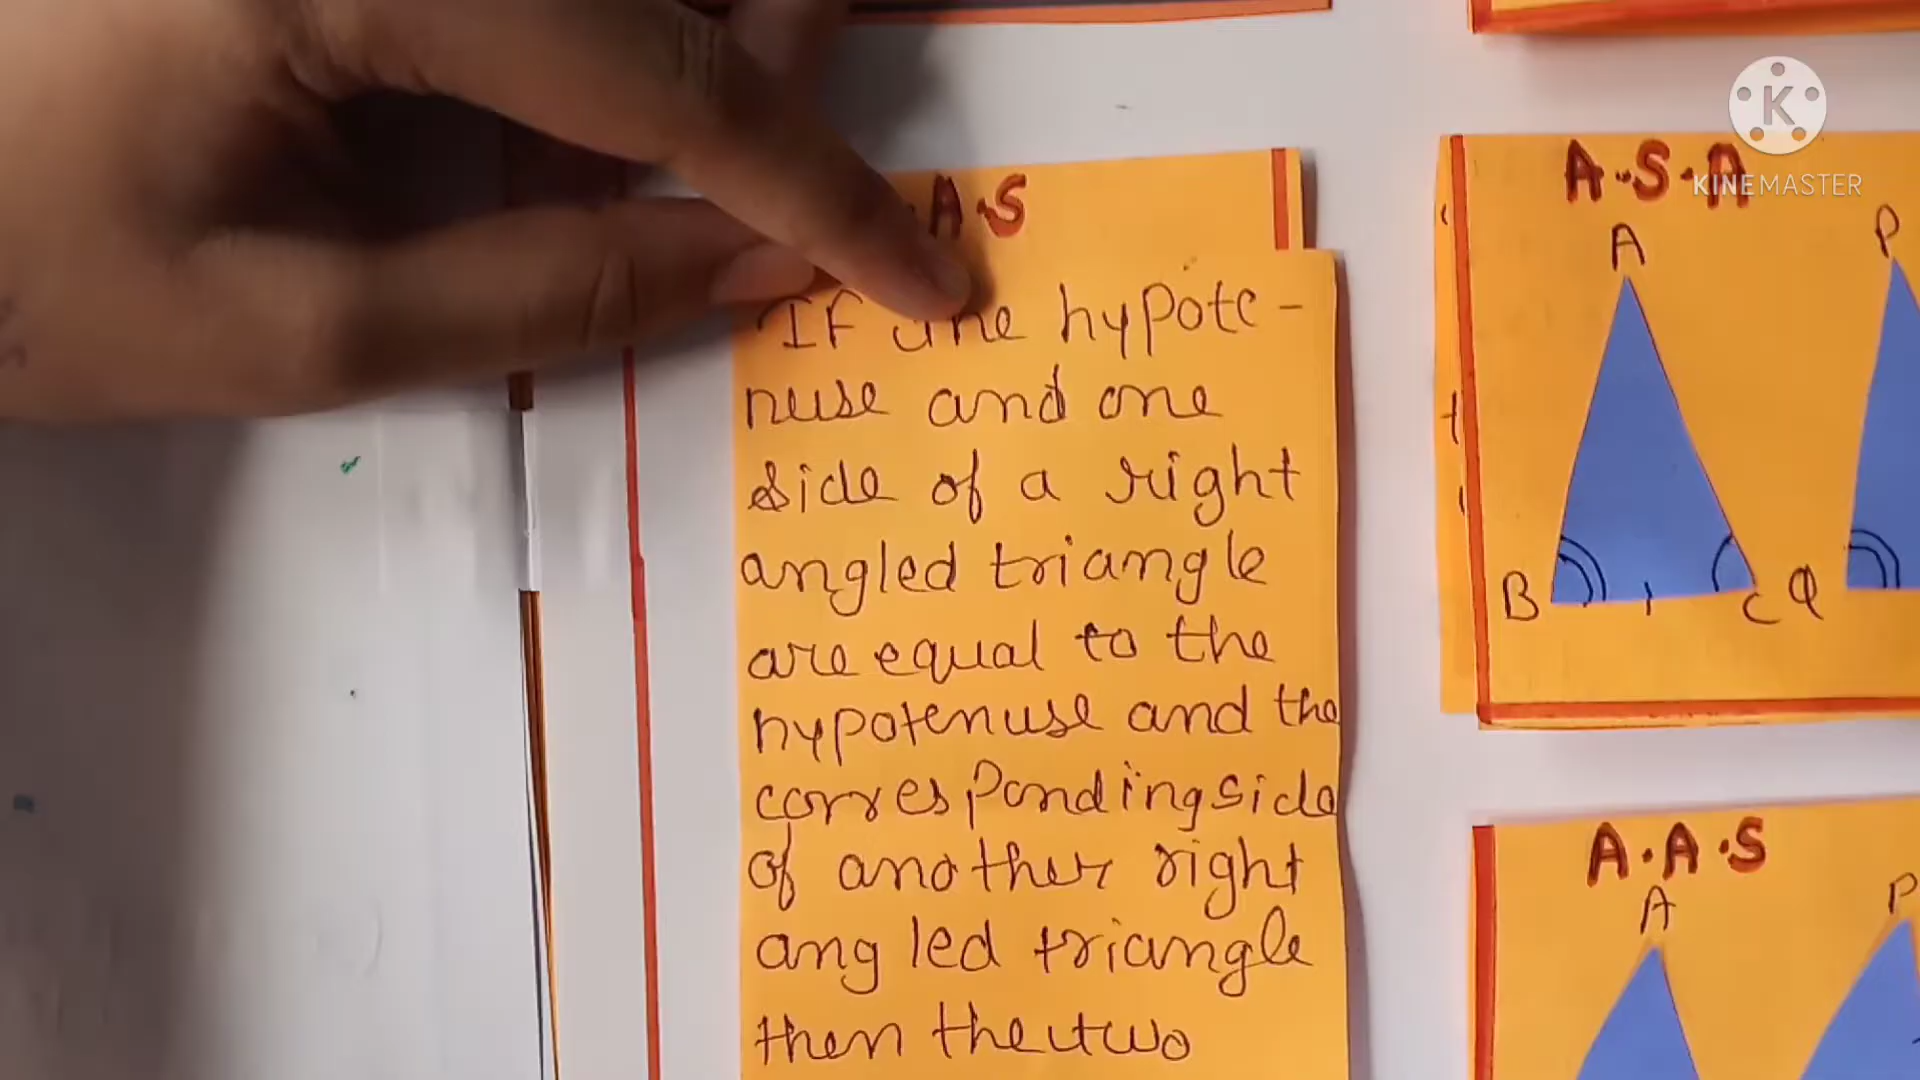 A.S
If the hypote-
nuse and one
side of a right
angled triangle
are equal to the
hypotenuse and the
corresponding side
of another right
angled triangle
then the two
A.S.A
A
P
B
C
Q
A.A.S
A
P
K
KINEMASTER